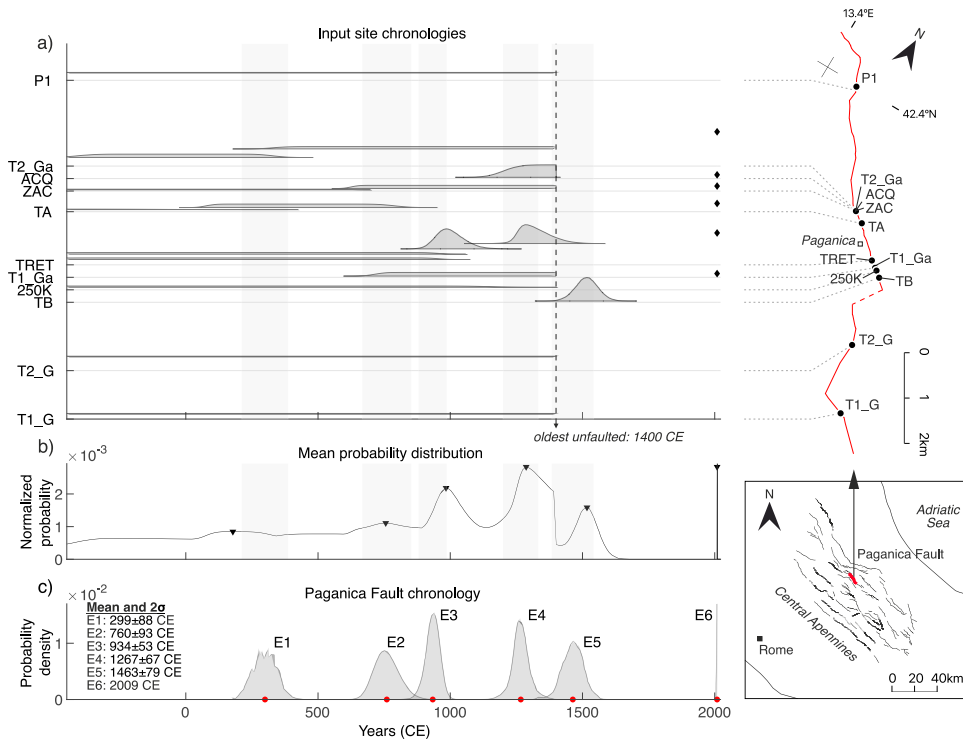 Input site chronologies
a)
P1
T2_Ga
ACQ
ZAC
TA
TRET
T1_Ga
250K
TB
T2_G
T1_G
0
500
1000
1500
2000
oldest unfaulted: 1400 CE
13.4°E
N
P1
42.4°N
T2_Ga
ACQ
ZAC
TA
Paganica
TRET
T1_Ga
250K
TB
T2_G
T1_G
0
1
2km
b)
Mean probability distribution
×10⁻³
Normalized
probability
2
1
0
c)
Paganica Fault chronology
×10⁻²
Probability
density
1
0
Mean and 2σ
E1: 299±88 CE
E2: 760±93 CE
E3: 934±53 CE
E4: 1267±67 CE
E5: 1463±79 CE
E6: 2009 CE
E1
E2
E3
E4
E5
E6
0
500
1000
1500
2000
Years (CE)
N
Adriatic
Sea
Paganica Fault
Central Apennines
Rome
0 20 40km